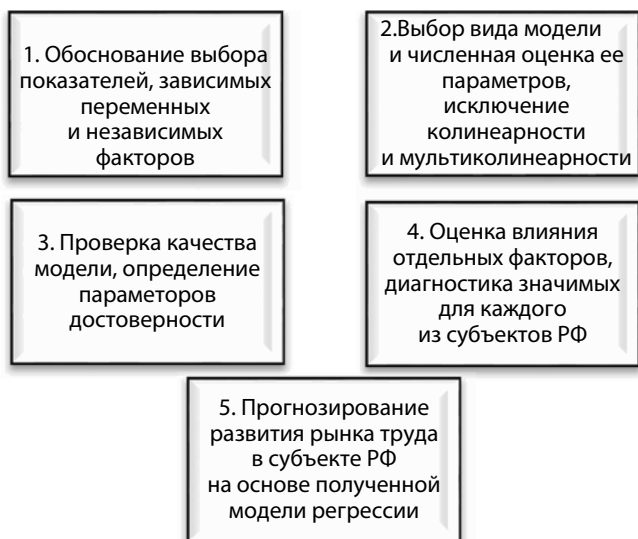 1. Обоснование выбора
показателей, зависимых
переменных
и независимых
факторов
2.Выбор вида модели
и численная оценка ее
параметров,
исключение
колинеарности
и мультиколинеарности
3. Проверка качества
модели, определение
параметоров
достоверности
4. Оценка влияния
отдельных факторов,
диагностика значимых
для каждого
из субъектов РФ
5. Прогнозирование
развития рынка труда
в субъекте РФ
на основе полученной
модели регрессии